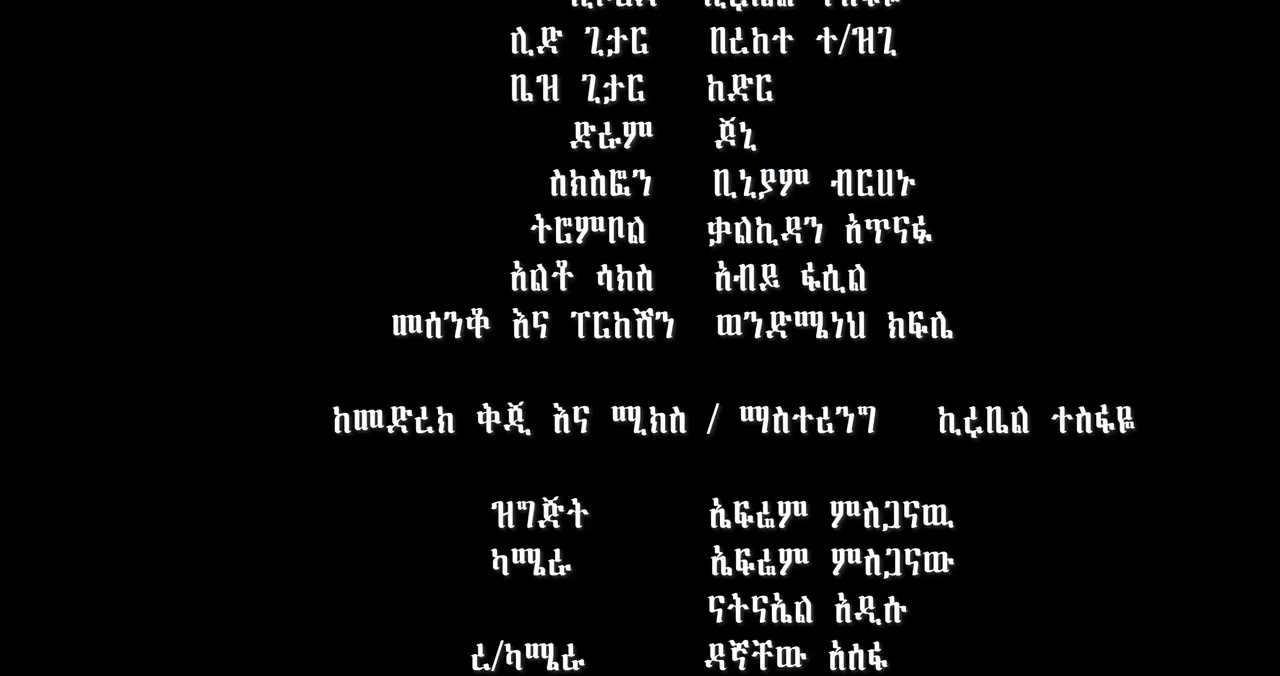 ሊድ ጊታር በረከተ ተ/ዝጊ
ቤዝ ጊታር ከድር
ድራም ጆኒ
ስክስፎን ቢኒያም ብርሀኑ
ትሮምቦል ቃልኪዳን አጥናፉ
አልቶ ሳክስ አብይ ፋሲል
መሰንቆ እና ፐርከሽን ወንድሜነህ ክፍሌ
ከመድረክ ቅጂ እና ሚክስ / ማስተሪንግ ኪሩቤል ተስፋዬ
ዝግጅት ኤፍሬም ምስጋናዉ
ካሜራ ኤፍሬም ምስጋናው
ናትናኤል አዲሱ
ረ/ካሜራ ዳኛቸው አሰፋ